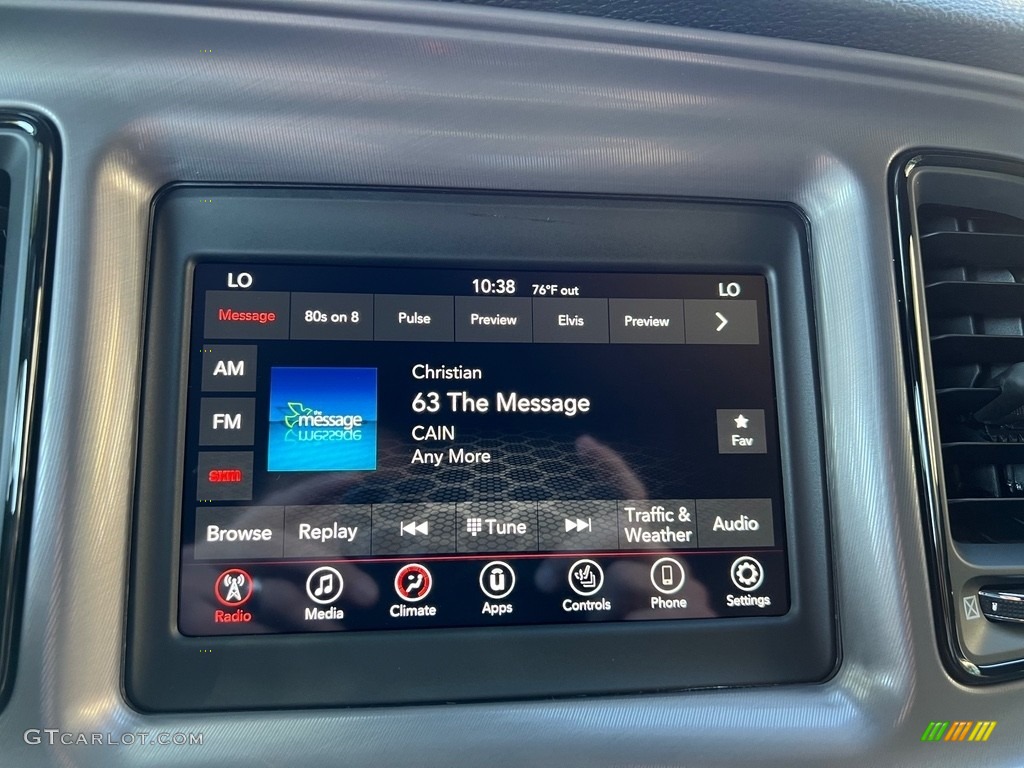 LO 10:38 76°F out LO
Message 80s on 8 Pulse Preview Elvis Preview
AM
FM
SXM
the
message
Christian
63 The Message
CAIN
Any More
Fav
Browse Replay Tune Traffic & Weather Audio
Radio Media Climate Apps Controls Phone Settings
GTCARLOT.COM